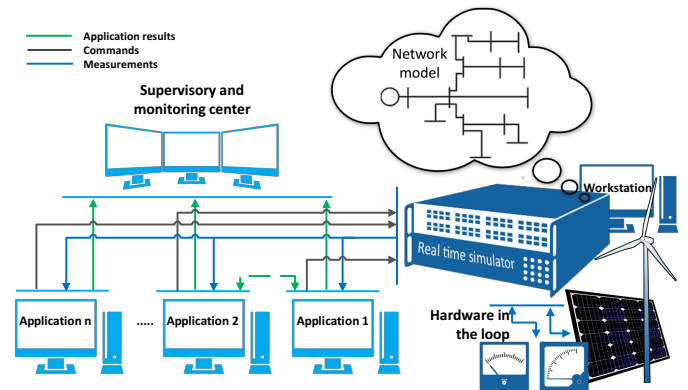 Application results
Commands
Measurements
Supervisory and
monitoring center
Network
model
Workstation
Real time simulator
Hardware in
the loop
Application n
.....
Application 2
Application 1